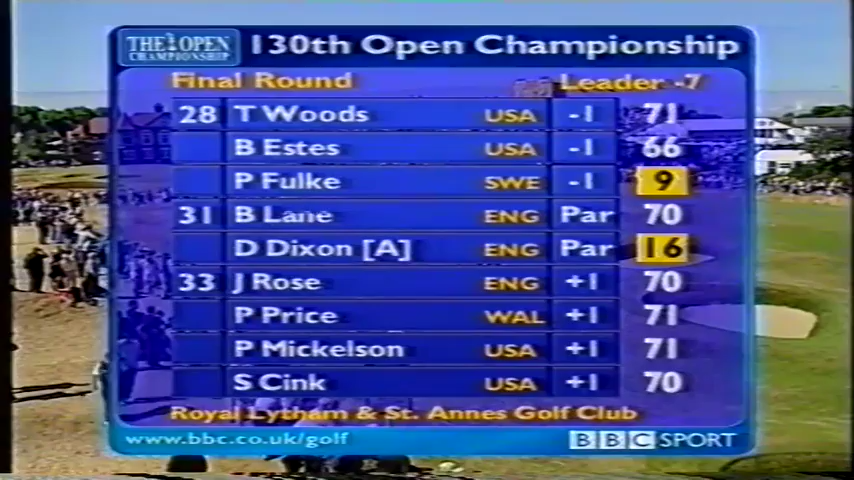 THE OPEN
CHAMPIONSHIP
130th Open Championship
Final Round Leader -7
28 T Woods USA -1 71
B Estes USA -1 66
P Fulke SWE -1 9
31 B Lane ENG Par 70
D Dixon [A] ENG Par 16
33 J Rose ENG +1 70
P Price WAL +1 71
P Mickelson USA +1 71
S Cink USA +1 70
Royal Lytham & St. Annes Golf Club
www.bbc.co.uk/golf BBC SPORT